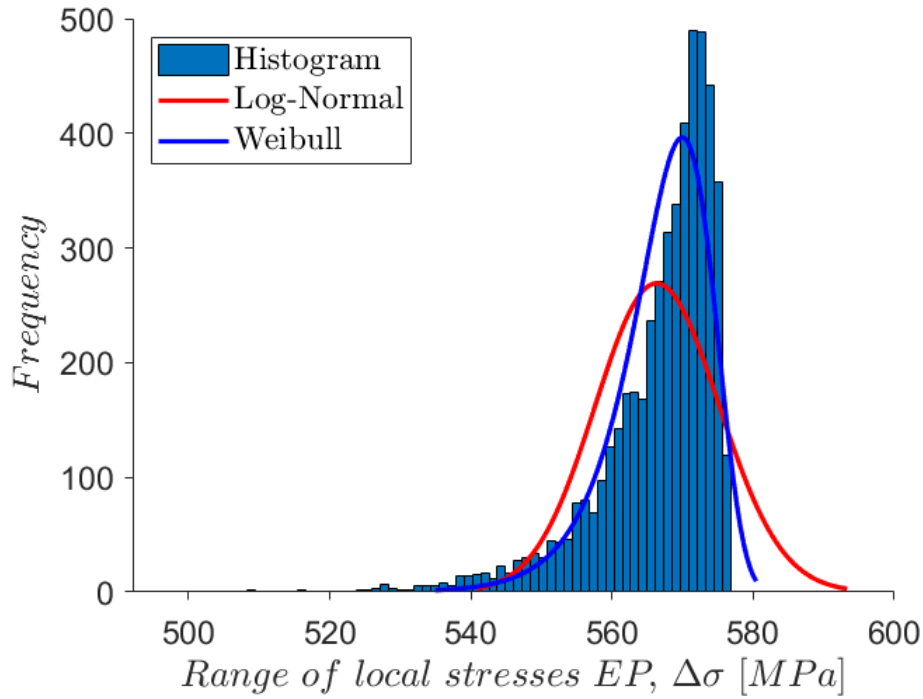 500
400
300
200
100
0
Frequency
Histogram
Log-Normal
Weibull
500 520 540 560 580 600
Range of local stresses EP, Δσ [MPa]